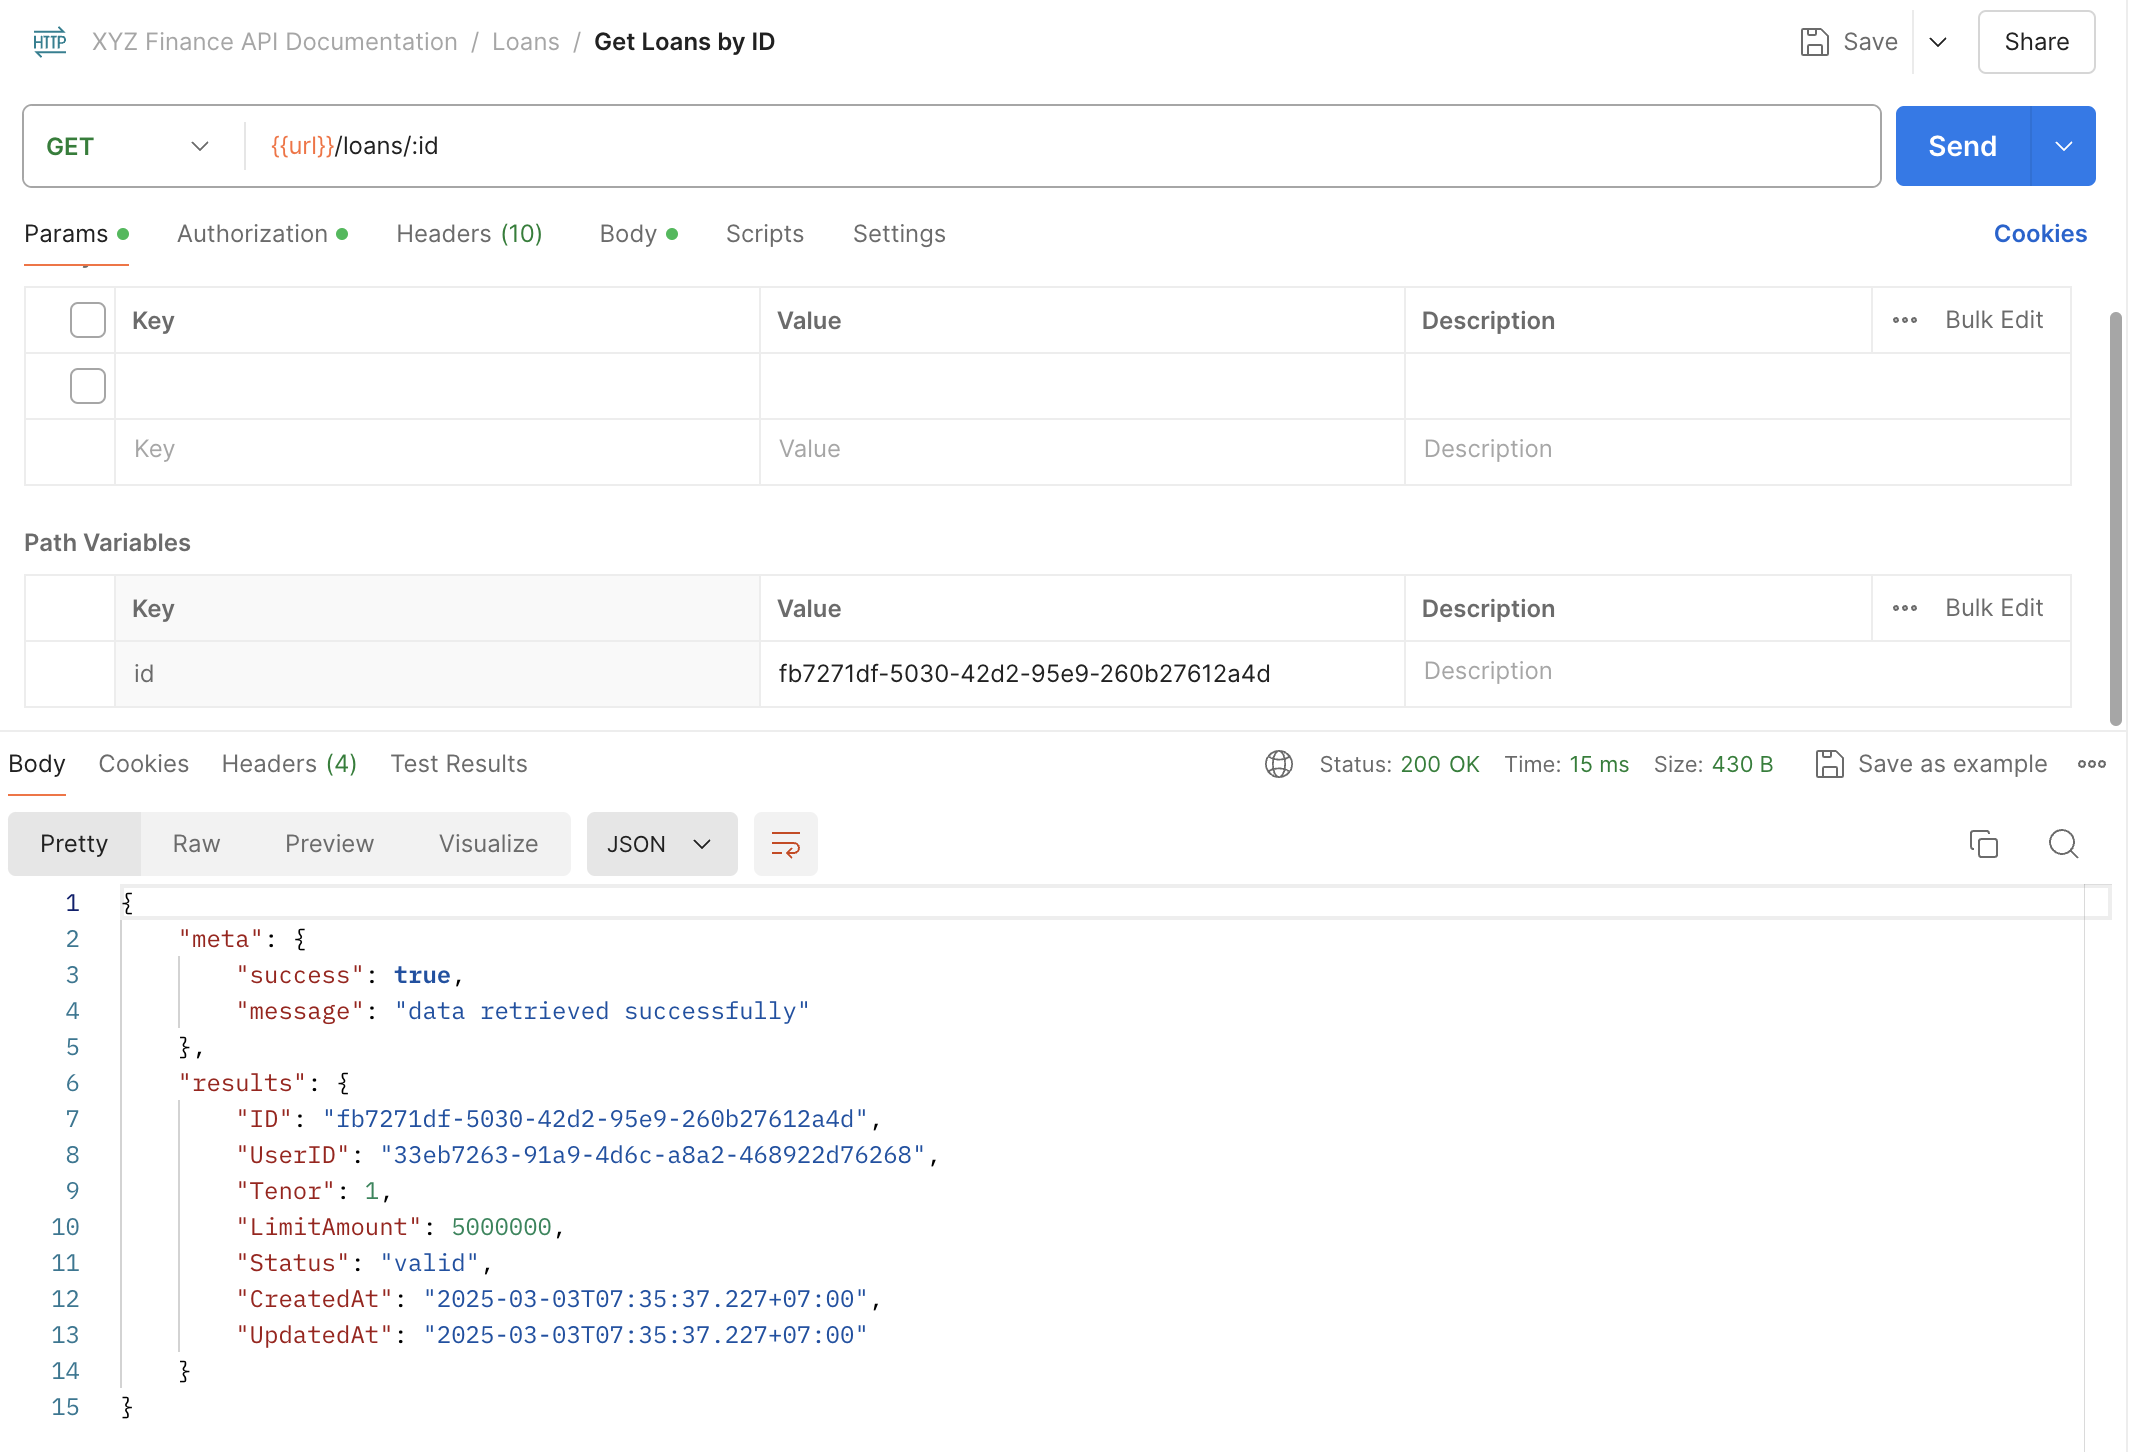 HTTP XYZ Finance API Documentation / Loans / Get Loans by ID Save Share
GET {{url}}/loans/:id Send
Params Authorization Headers (10) Body Scripts Settings Cookies
Key Value Description Bulk Edit
Key Value Description
Path Variables
Key Value Description Bulk Edit
id fb7271df-5030-42d2-95e9-260b27612a4d Description
Body Cookies Headers (4) Test Results Status: 200 OK Time: 15 ms Size: 430 B Save as example
Pretty Raw Preview Visualize JSON
1 {
2 "meta": {
3 "success": true,
4 "message": "data retrieved successfully"
5 },
6 "results": {
7 "ID": "fb7271df-5030-42d2-95e9-260b27612a4d",
8 "UserID": "33eb7263-91a9-4d6c-a8a2-468922d76268",
9 "Tenor": 1,
10 "LimitAmount": 5000000,
11 "Status": "valid",
12 "CreatedAt": "2025-03-03T07:35:37.227+07:00",
13 "UpdatedAt": "2025-03-03T07:35:37.227+07:00"
14 }
15 }